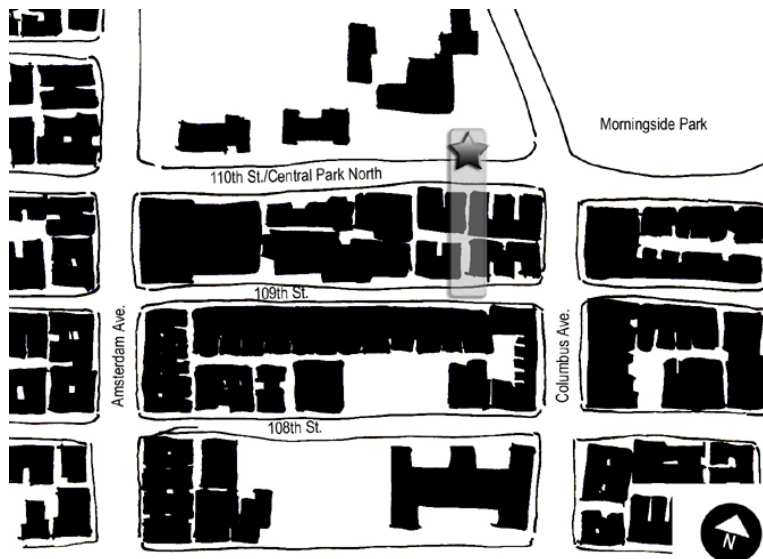 Morningside Park
110th St./Central Park North
109th St.
Amsterdam Ave.
Columbus Ave.
108th St.
N